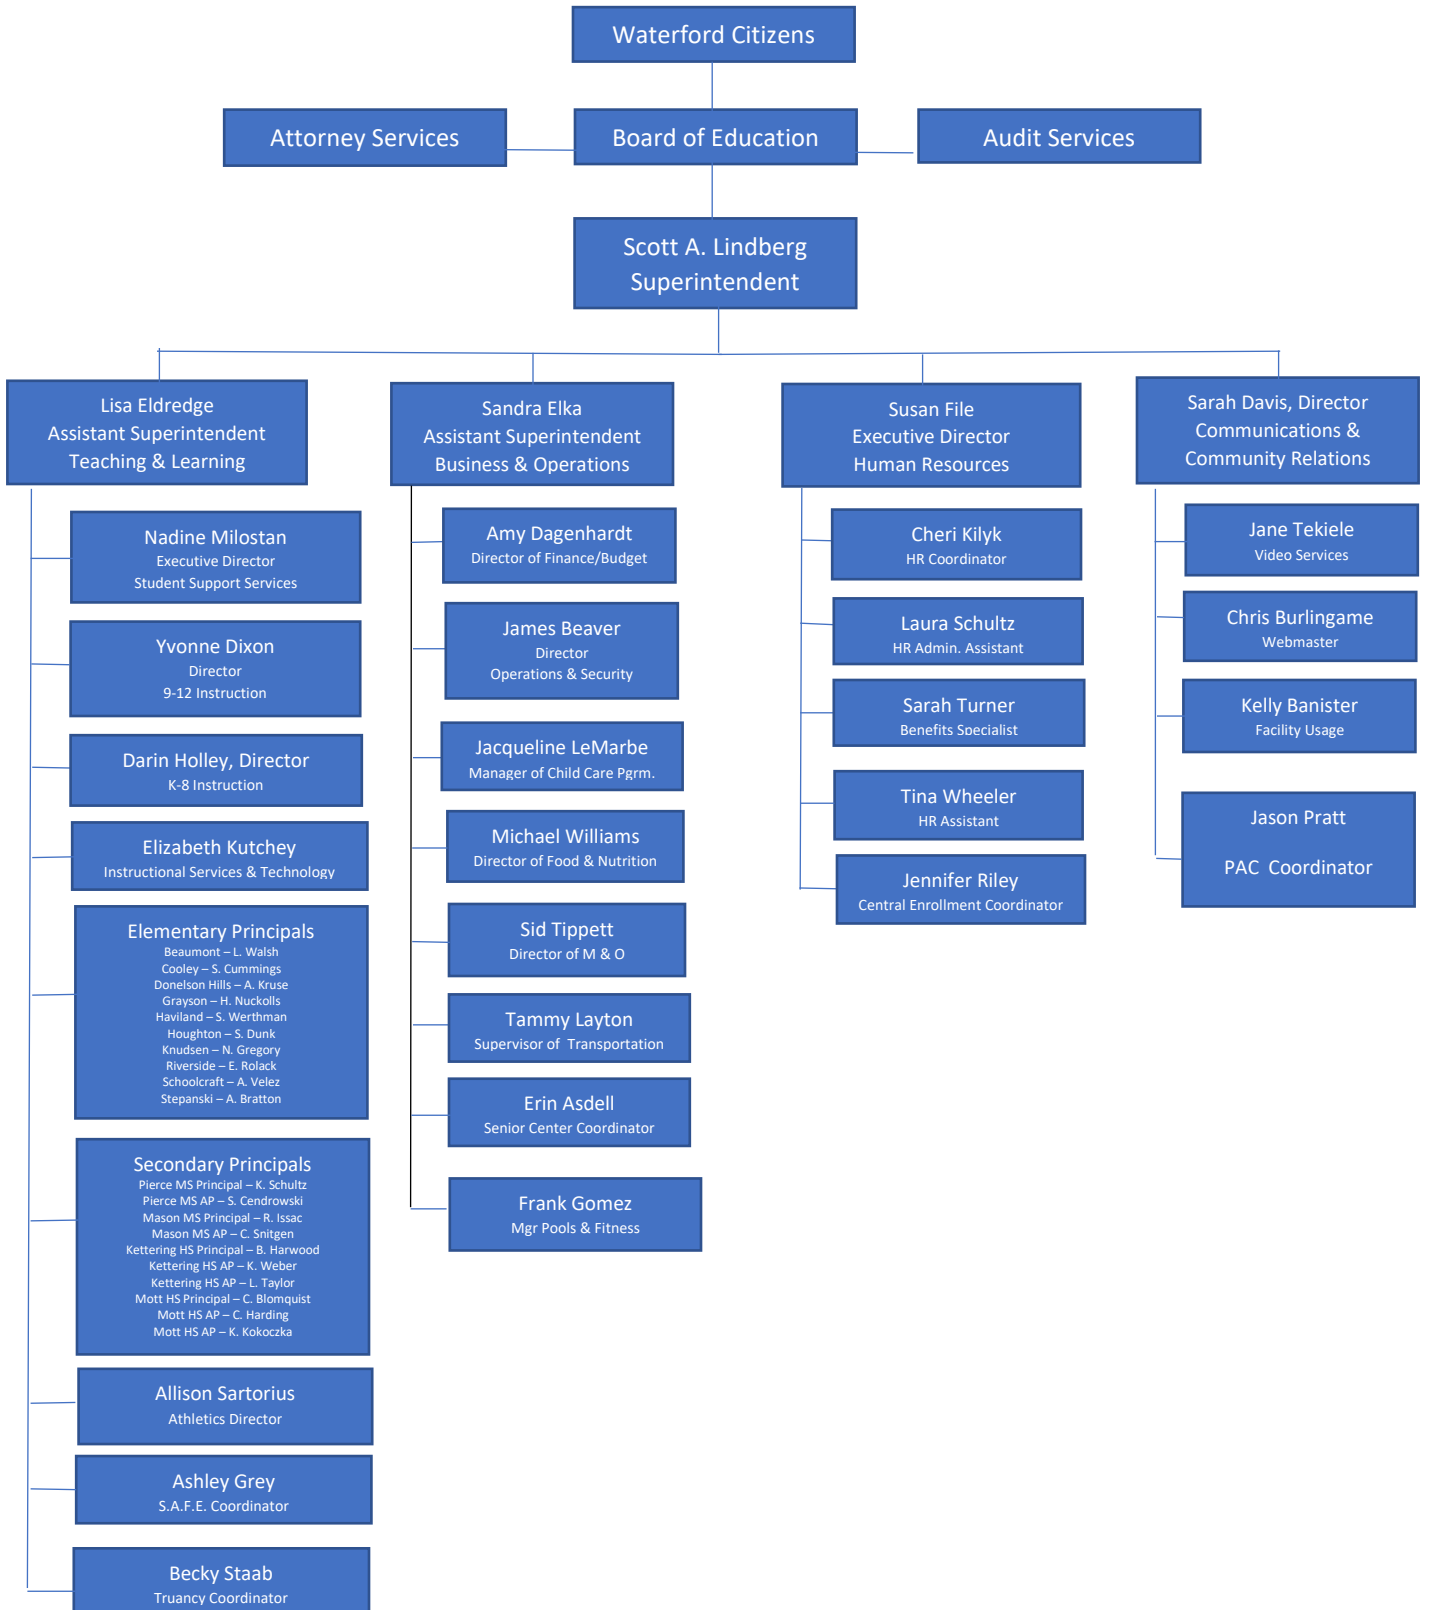 Waterford Citizens
Attorney Services
Board of Education
Audit Services
Scott A. Lindberg
Superintendent
Lisa Eldredge
Assistant Superintendent
Teaching & Learning
Nadine Milostan
Executive Director
Student Support Services
Yvonne Dixon
Director
9-12 Instruction
Darin Holley, Director
K-8 Instruction
Elizabeth Kutchey
Instructional Services & Technology
Elementary Principals
Beaumont – L. Walsh
Cooley – S. Cummings
Donelson Hills – A. Kruse
Grayson – H. Nuckolls
Haviland – S. Werthman
Houghton – S. Dunk
Knudsen – N. Gregory
Riverside – E. Rolack
Schoolcraft – A. Velez
Stepanski – A. Bratton
Secondary Principals
Pierce MS Principal – K. Schultz
Pierce MS AP – S. Cendrowski
Mason MS Principal – R. Issac
Mason MS AP – C. Snitgen
Kettering HS Principal – B. Harwood
Kettering HS AP – K. Weber
Kettering HS AP – L. Taylor
Mott HS Principal – C. Blomquist
Mott HS AP – C. Harding
Mott HS AP – K. Kokoczka
Allison Sartorius
Athletics Director
Ashley Grey
S.A.F.E. Coordinator
Becky Staab
Truancy Coordinator
Sandra Elka
Assistant Superintendent
Business & Operations
Amy Dagenhardt
Director of Finance/Budget
James Beaver
Director
Operations & Security
Jacqueline LeMarbe
Manager of Child Care Pgrm.
Michael Williams
Director of Food & Nutrition
Sid Tippett
Director of M & O
Tammy Layton
Supervisor of Transportation
Erin Asdell
Senior Center Coordinator
Frank Gomez
Mgr Pools & Fitness
Susan File
Executive Director
Human Resources
Cheri Kilyk
HR Coordinator
Laura Schultz
HR Admin. Assistant
Sarah Turner
Benefits Specialist
Tina Wheeler
HR Assistant
Jennifer Riley
Central Enrollment Coordinator
Sarah Davis, Director
Communications &
Community Relations
Jane Tekiele
Video Services
Chris Burlingame
Webmaster
Kelly Banister
Facility Usage
Jason Pratt
PAC Coordinator